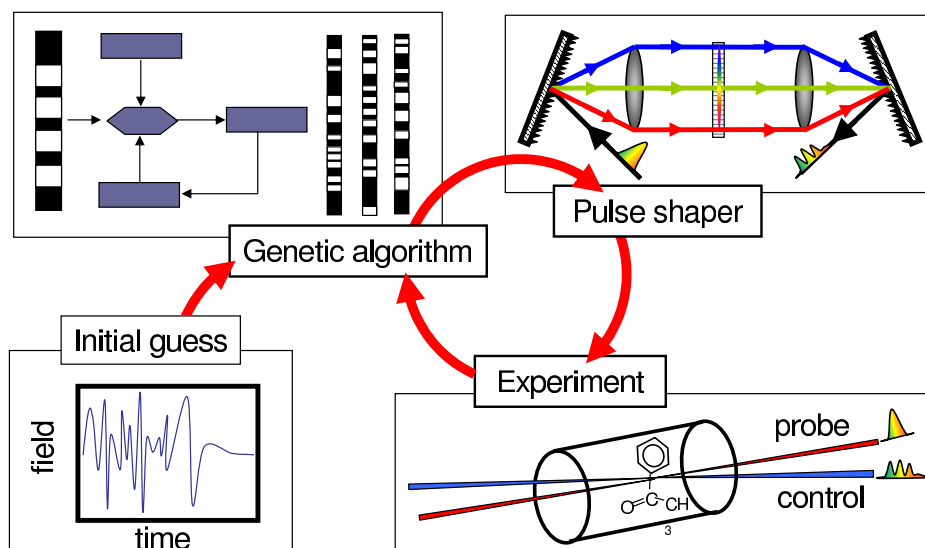 Genetic algorithm
Pulse shaper
Initial guess
field
time
Experiment
probe
control
O
CH
3